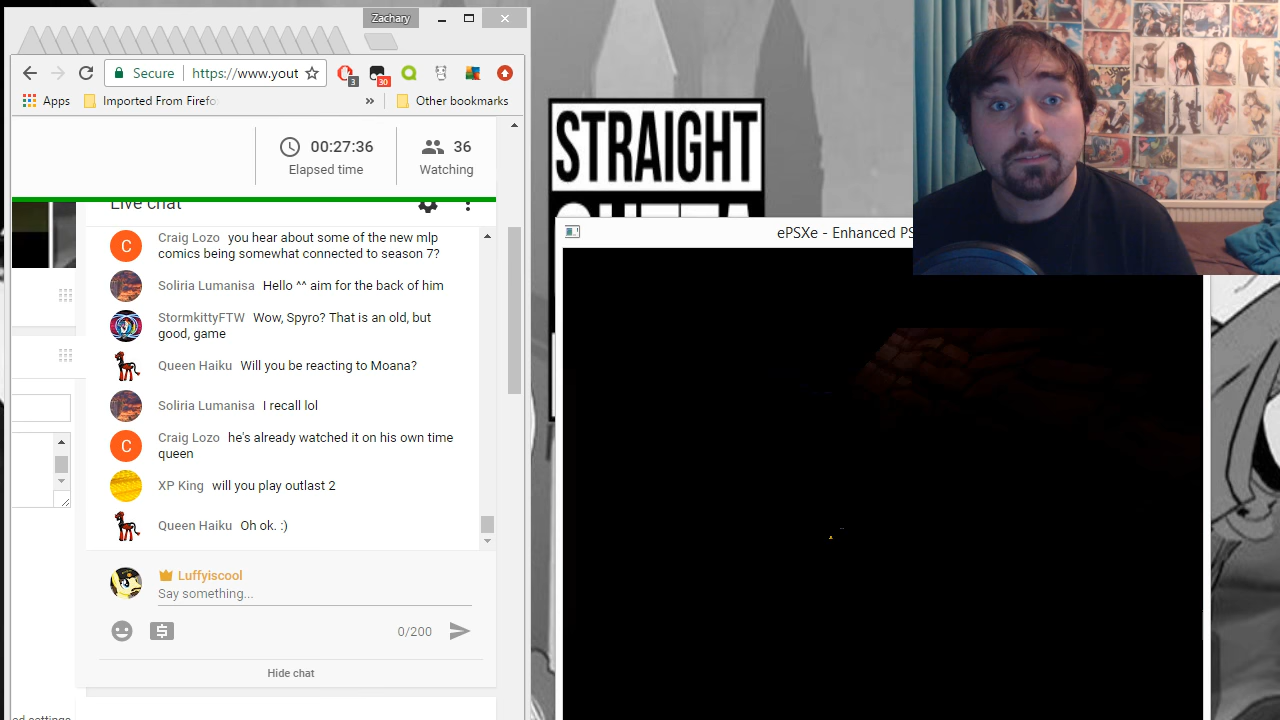 Zachary
Secure
https://www.yout
3
30
Apps
Imported From Firefo
»
Other bookmarks
00:27:36
Elapsed time
36
Watching
Live chat
Craig Lozo you hear about some of the new mlp
comics being somewhat connected to season 7?
Soliria Lumanisa Hello ^^ aim for the back of him
StormkittyFTW Wow, Spyro? That is an old, but
good, game
Queen Haiku Will you be reacting to Moana?
Soliria Lumanisa I recall lol
Craig Lozo he's already watched it on his own time
queen
XP King will you play outlast 2
Queen Haiku Oh ok. :)
Luffyiscool
Say something...
0/200
Hide chat
ed settings
STRAIGHT
OUTTA
ePSXe - Enhanced PS